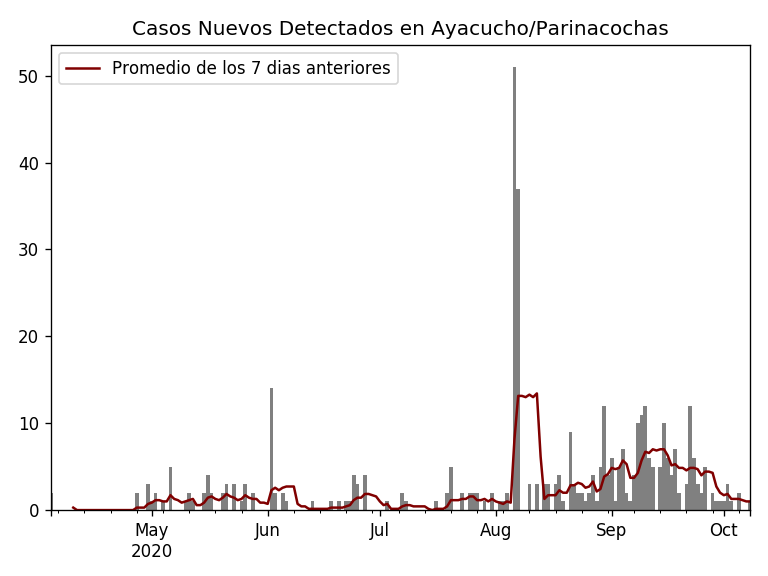 Casos Nuevos Detectados en Ayacucho/Parinacochas
Promedio de los 7 dias anteriores
50
40
30
20
10
0
May Jun Jul Aug Sep Oct
2020